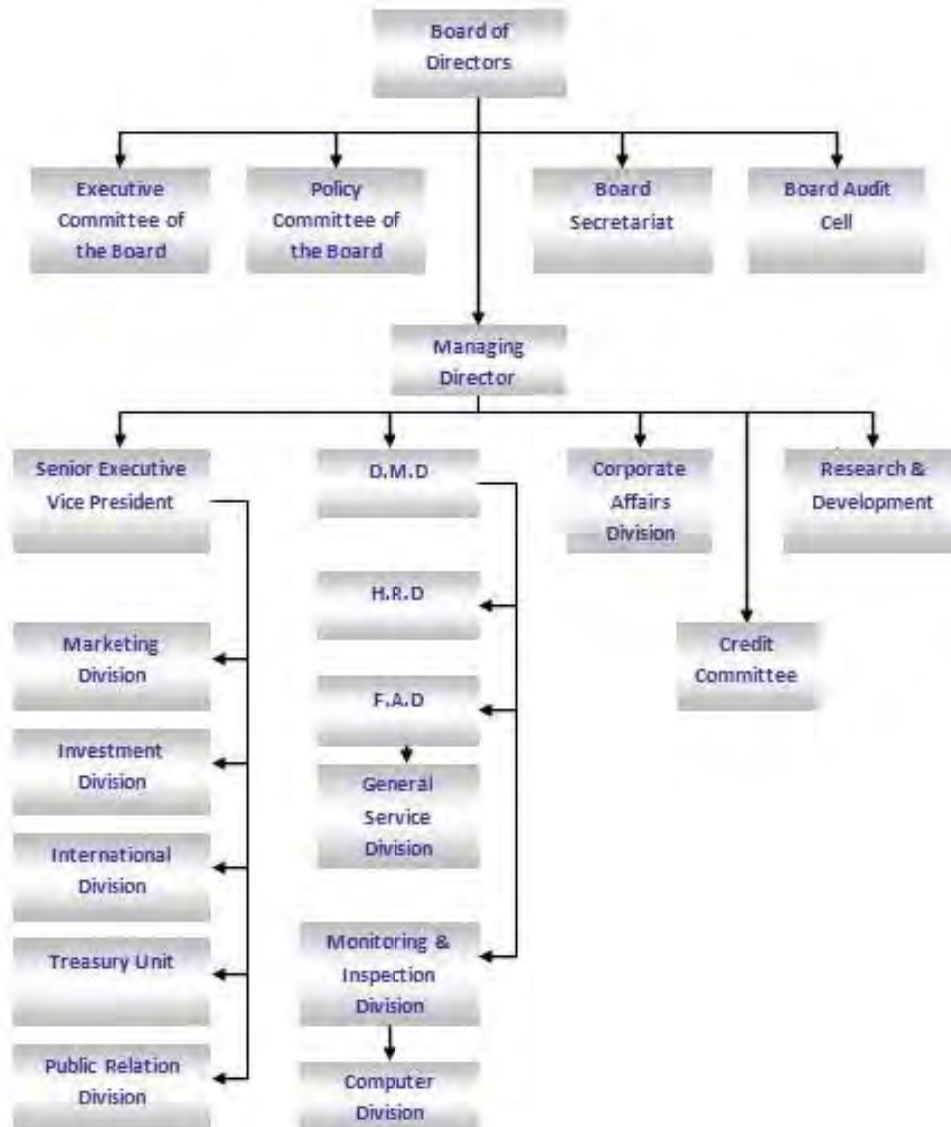 Board of
Directors
Executive
Committee of
the Board
Policy
Committee of
the Board
Board
Secretariat
Board Audit
Cell
Managing
Director
Senior Executive
Vice President
D.M.D
Corporate
Affairs
Division
Research &
Development
H.R.D
Marketing
Division
Credit
Committee
F.A.D
Investment
Division
General
Service
Division
International
Division
Treasury Unit
Monitoring &
Inspection
Division
Public Relation
Division
Computer
Division